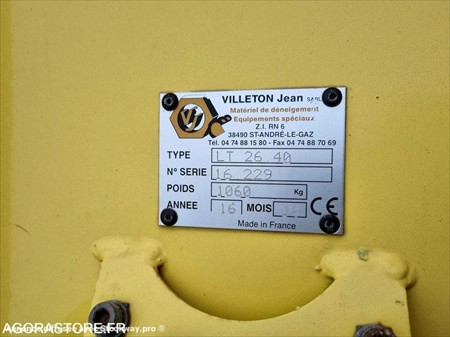 VJ
VILLETON Jean SARL
Matériel de déneigement
Equipements spéciaux
Z.I. RN 6
38490 ST-ANDRÉ-LE-GAZ
Tél. 04 74 88 15 80 - Fax 04 74 88 70 69
TYPE LT 26.40
N° SERIE 16 229
POIDS 1060 Kg
ANNEE 16 MOIS CE
Made in France
AGORASTORE.FR